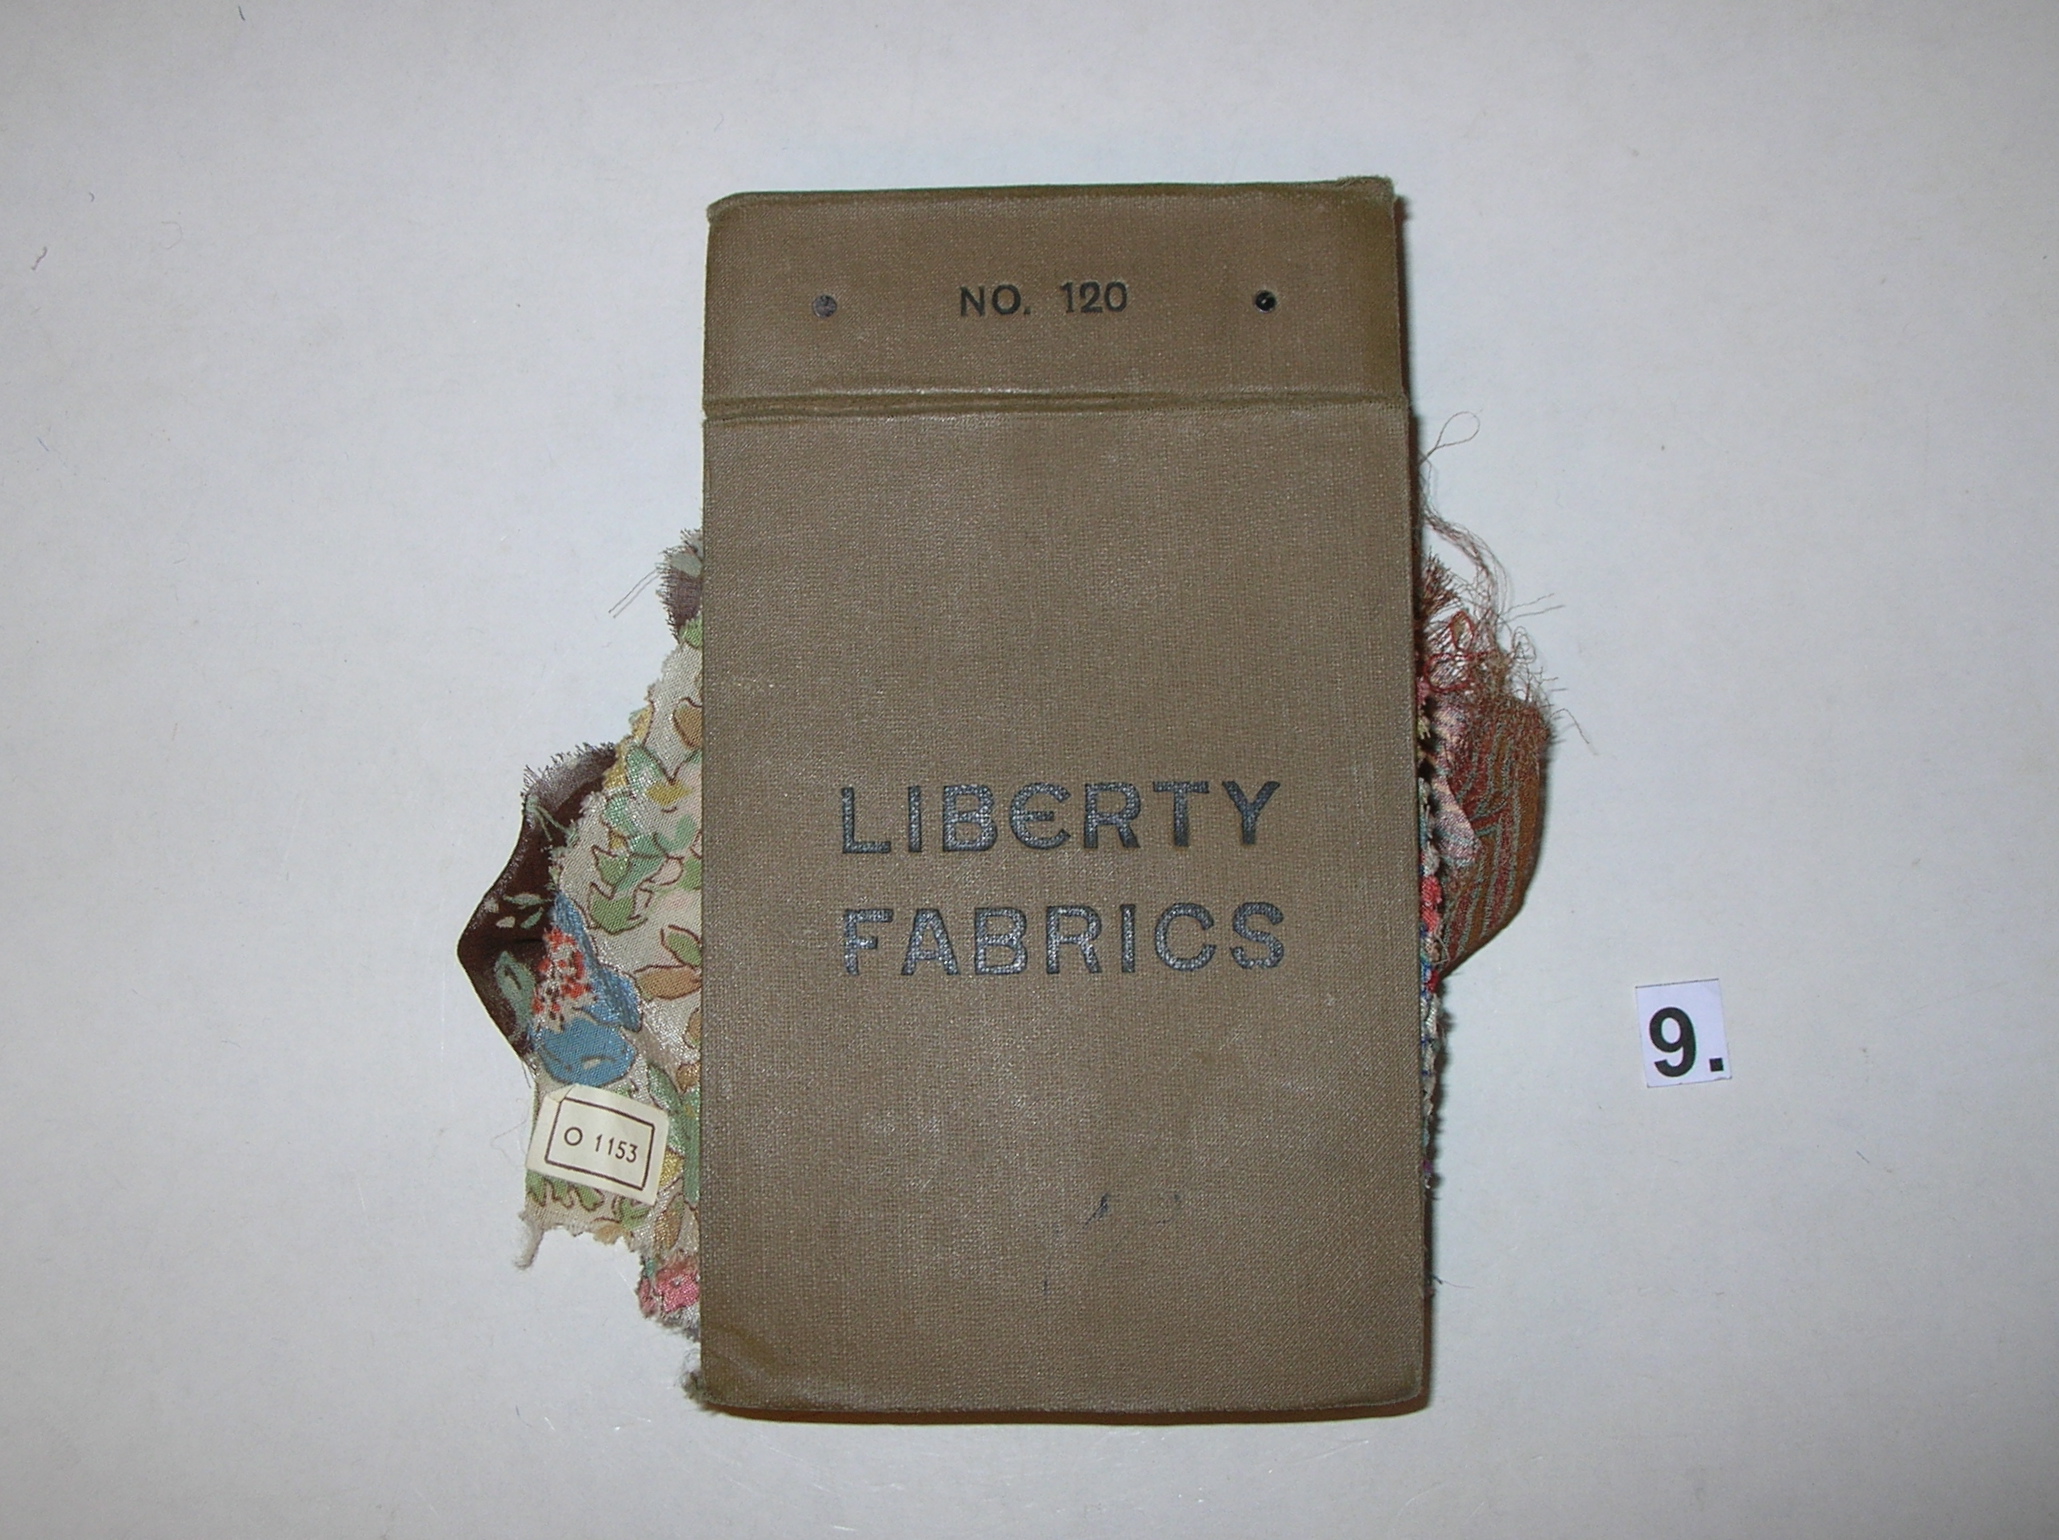 NO. 120
LIBERTY
FABRICS
9.
O 1153